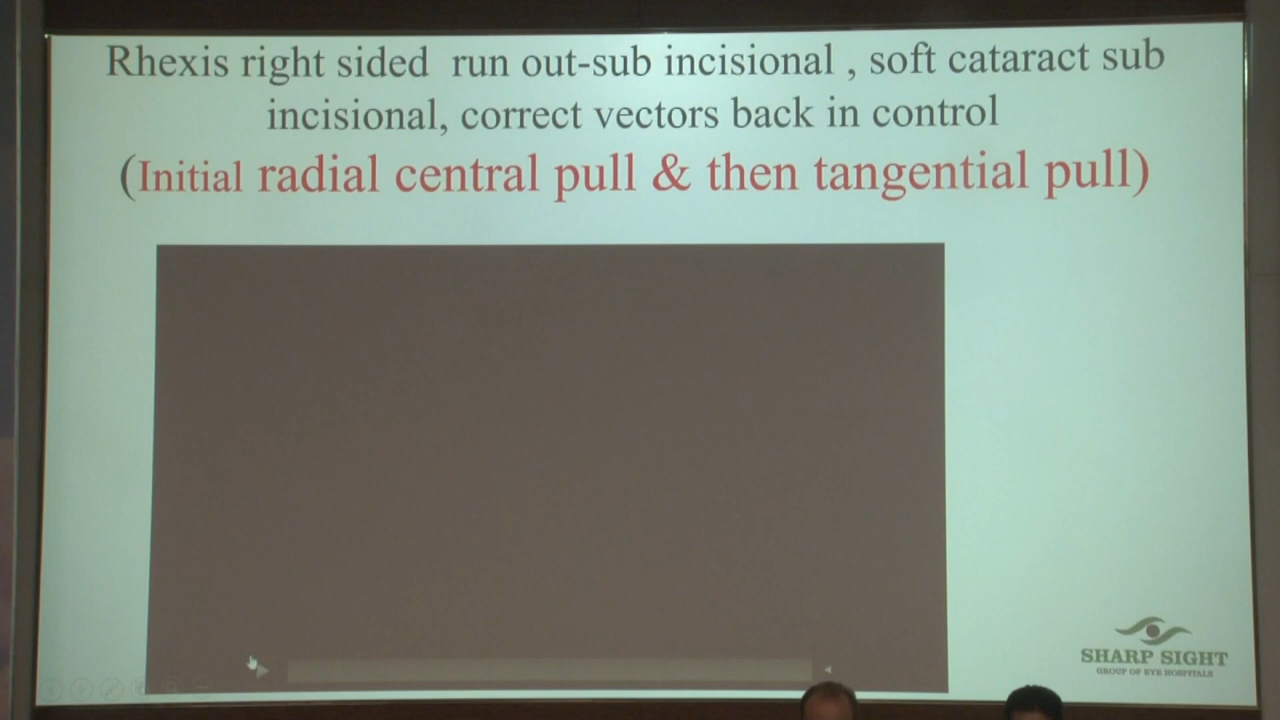 Rhexis right sided run out-sub incisional , soft cataract sub
incisional, correct vectors back in control
(Initial radial central pull & then tangential pull)
SHARP SIGHT
GROUP OF EYE HOSPITALS